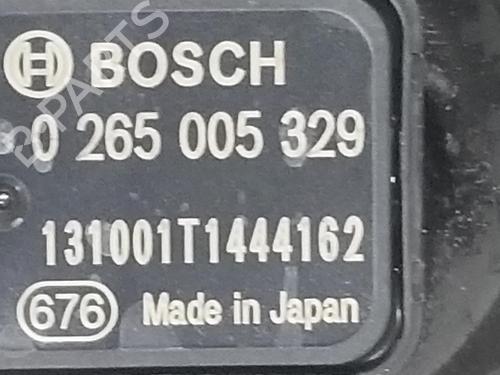 BOSCH
0 265 005 329
131001T1444162
676 Made in Japan
B-PARTS